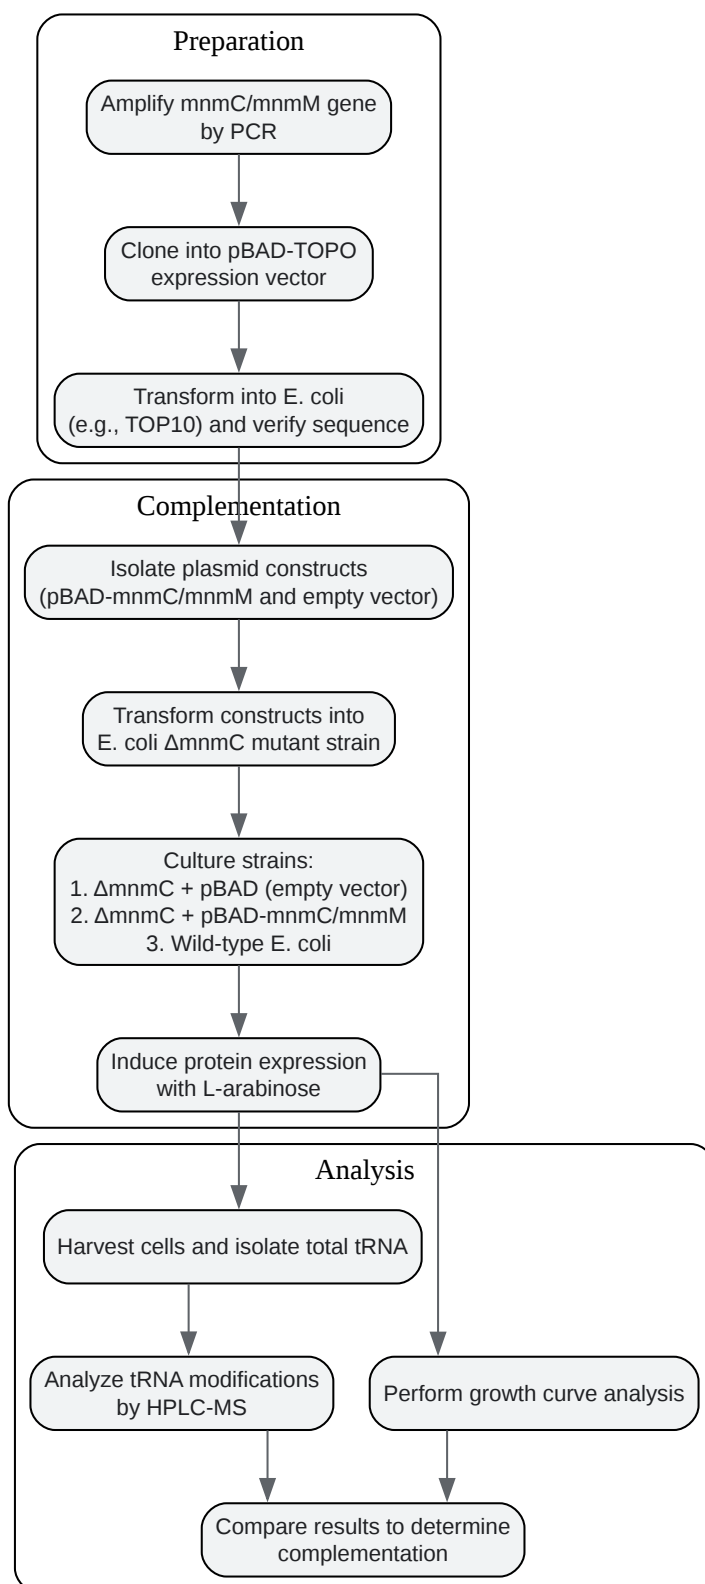 Preparation
Amplify mnmC/mnmM gene
by PCR
Clone into pBAD-TOPO
expression vector
Transform into E. coli
(e.g., TOP10) and verify sequence
Complementation
Isolate plasmid constructs
(pBAD-mnmC/mnmM and empty vector)
Transform constructs into
E. coli ΔmnmC mutant strain
Culture strains:
1. ΔmnmC + pBAD (empty vector)
2. ΔmnmC + pBAD-mnmC/mnmM
3. Wild-type E. coli
Induce protein expression
with L-arabinose
Analysis
Harvest cells and isolate total tRNA
Analyze tRNA modifications
by HPLC-MS
Perform growth curve analysis
Compare results to determine
complementation